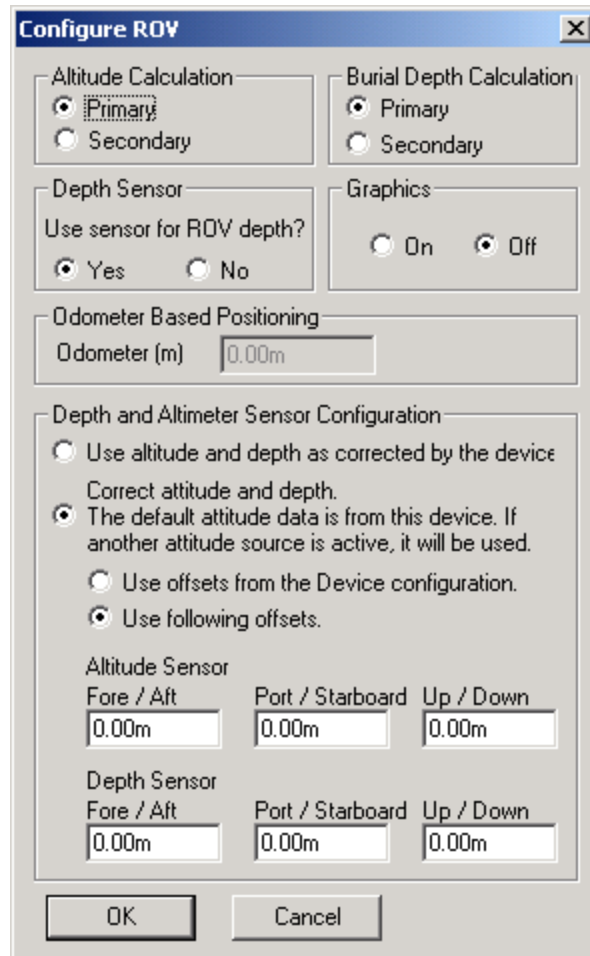 Configure ROV
Altitude Calculation
Primary
Secondary
Burial Depth Calculation
Primary
Secondary
Depth Sensor
Use sensor for ROV depth?
Yes No
Graphics
On Off
Odometer Based Positioning
Odometer (m) 0.00m
Depth and Altimeter Sensor Configuration
Use altitude and depth as corrected by the device
Correct attitude and depth.
The default attitude data is from this device. If
another attitude source is active, it will be used.
Use offsets from the Device configuration.
Use following offsets.
Altitude Sensor
Fore / Aft Port / Starboard Up / Down
0.00m 0.00m 0.00m
Depth Sensor
Fore / Aft Port / Starboard Up / Down
0.00m 0.00m 0.00m
OK Cancel